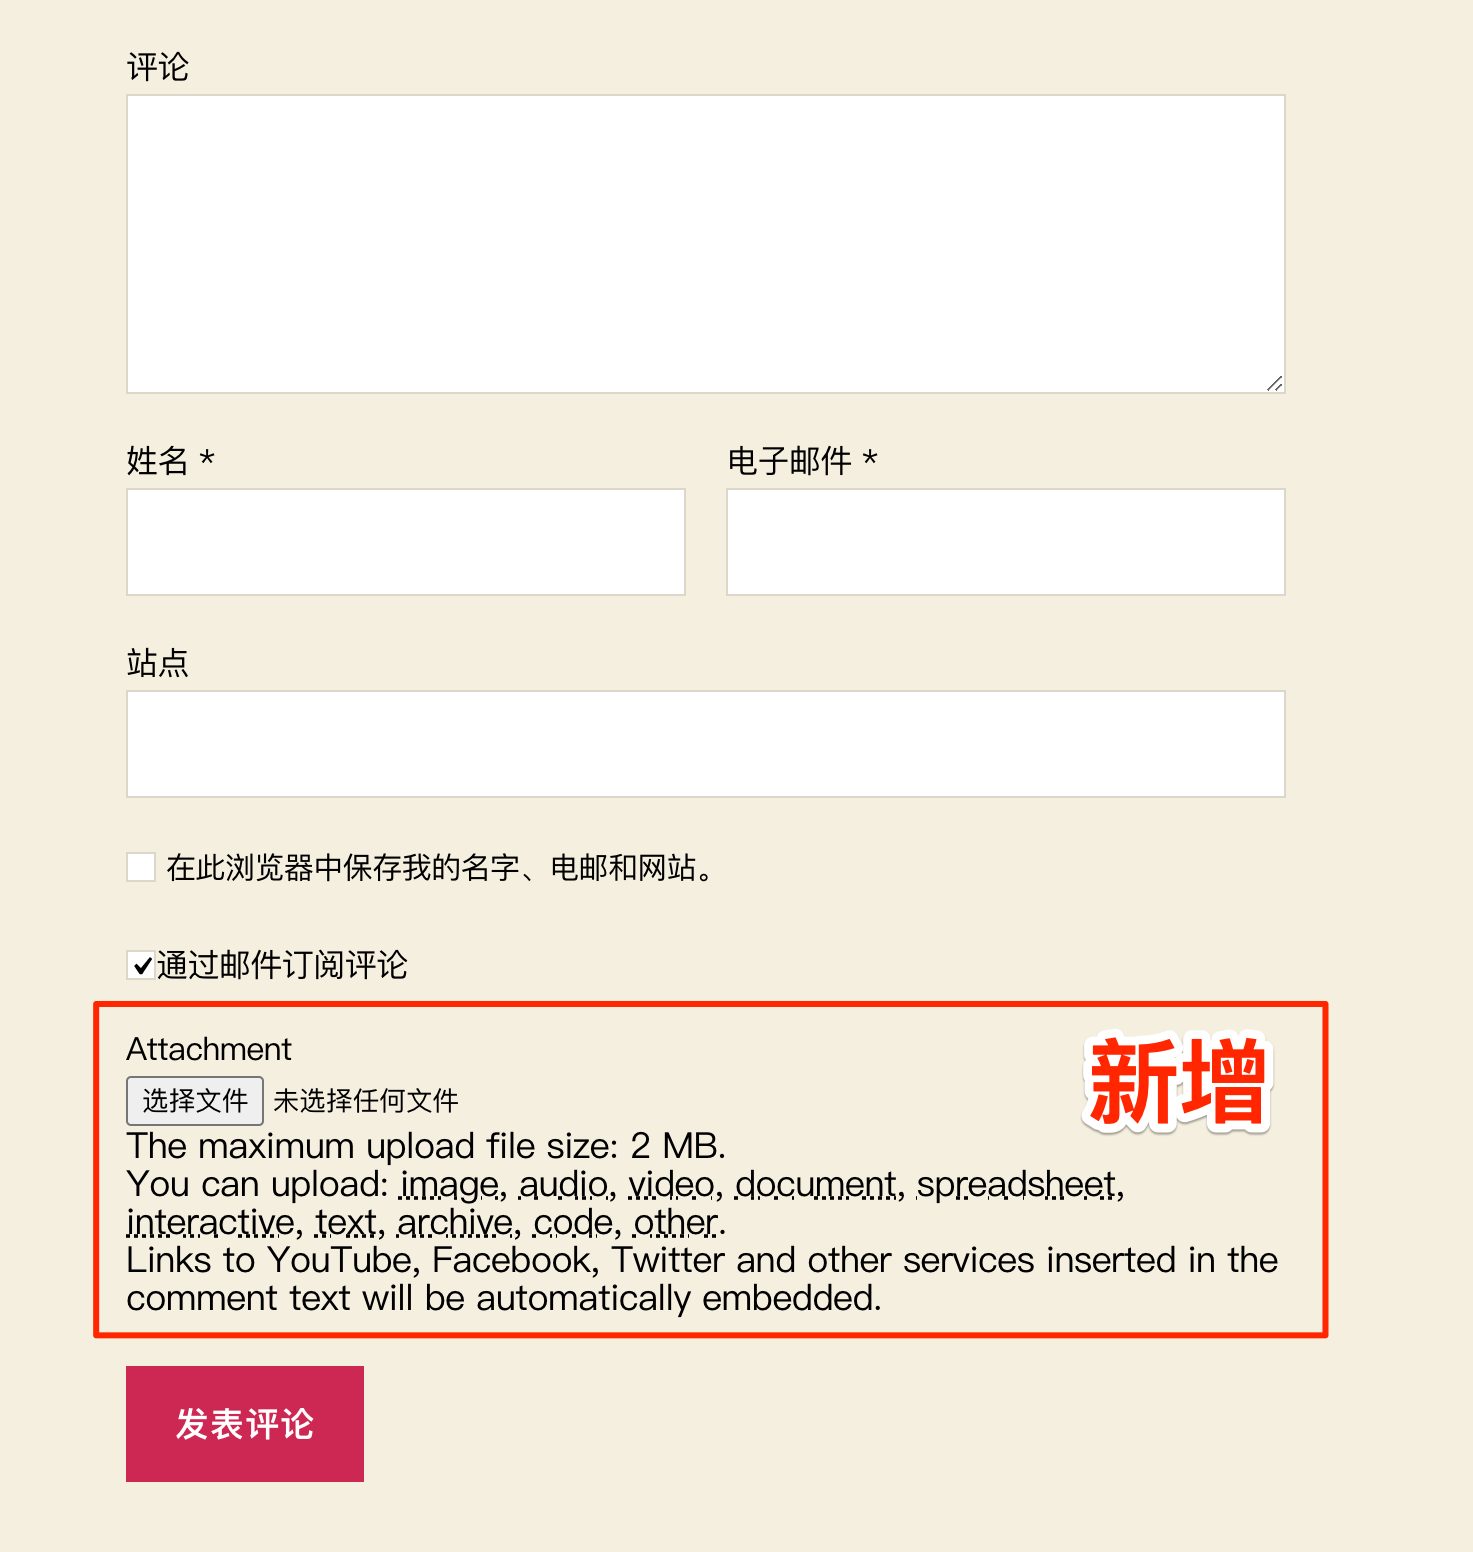 评论
姓名 *
电子邮件 *
站点
在此浏览器中保存我的名字、电邮和网站。
通过邮件订阅评论
Attachment
新增
选择文件 未选择任何文件
The maximum upload file size: 2 MB.
You can upload: image, audio, video, document, spreadsheet,
interactive, text, archive, code, other.
Links to YouTube, Facebook, Twitter and other services inserted in the
comment text will be automatically embedded.
发表评论